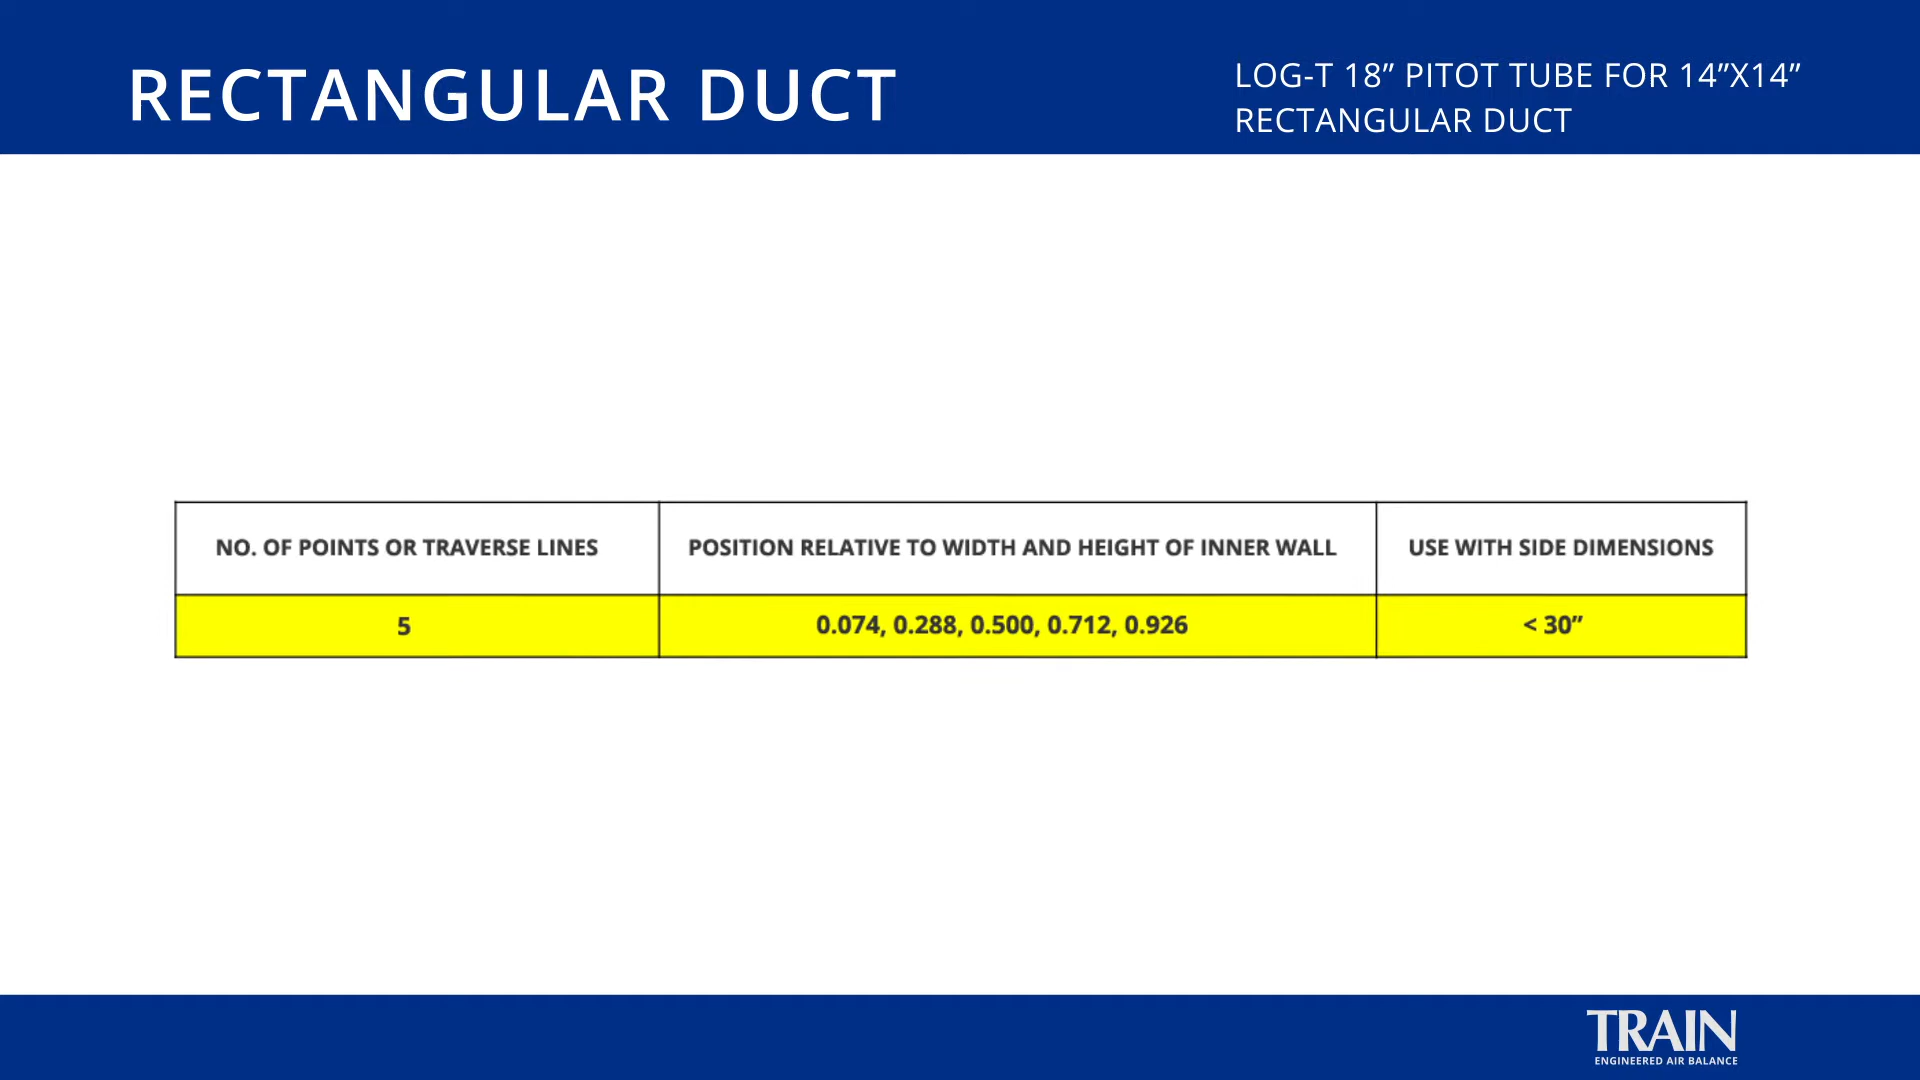 RECTANGULAR DUCT
LOG-T 18” PITOT TUBE FOR 14”X14”
RECTANGULAR DUCT
NO. OF POINTS OR TRAVERSE LINES
POSITION RELATIVE TO WIDTH AND HEIGHT OF INNER WALL
USE WITH SIDE DIMENSIONS
5
0.074, 0.288, 0.500, 0.712, 0.926
< 30”
TRAIN
ENGINEERED AIR BALANCE